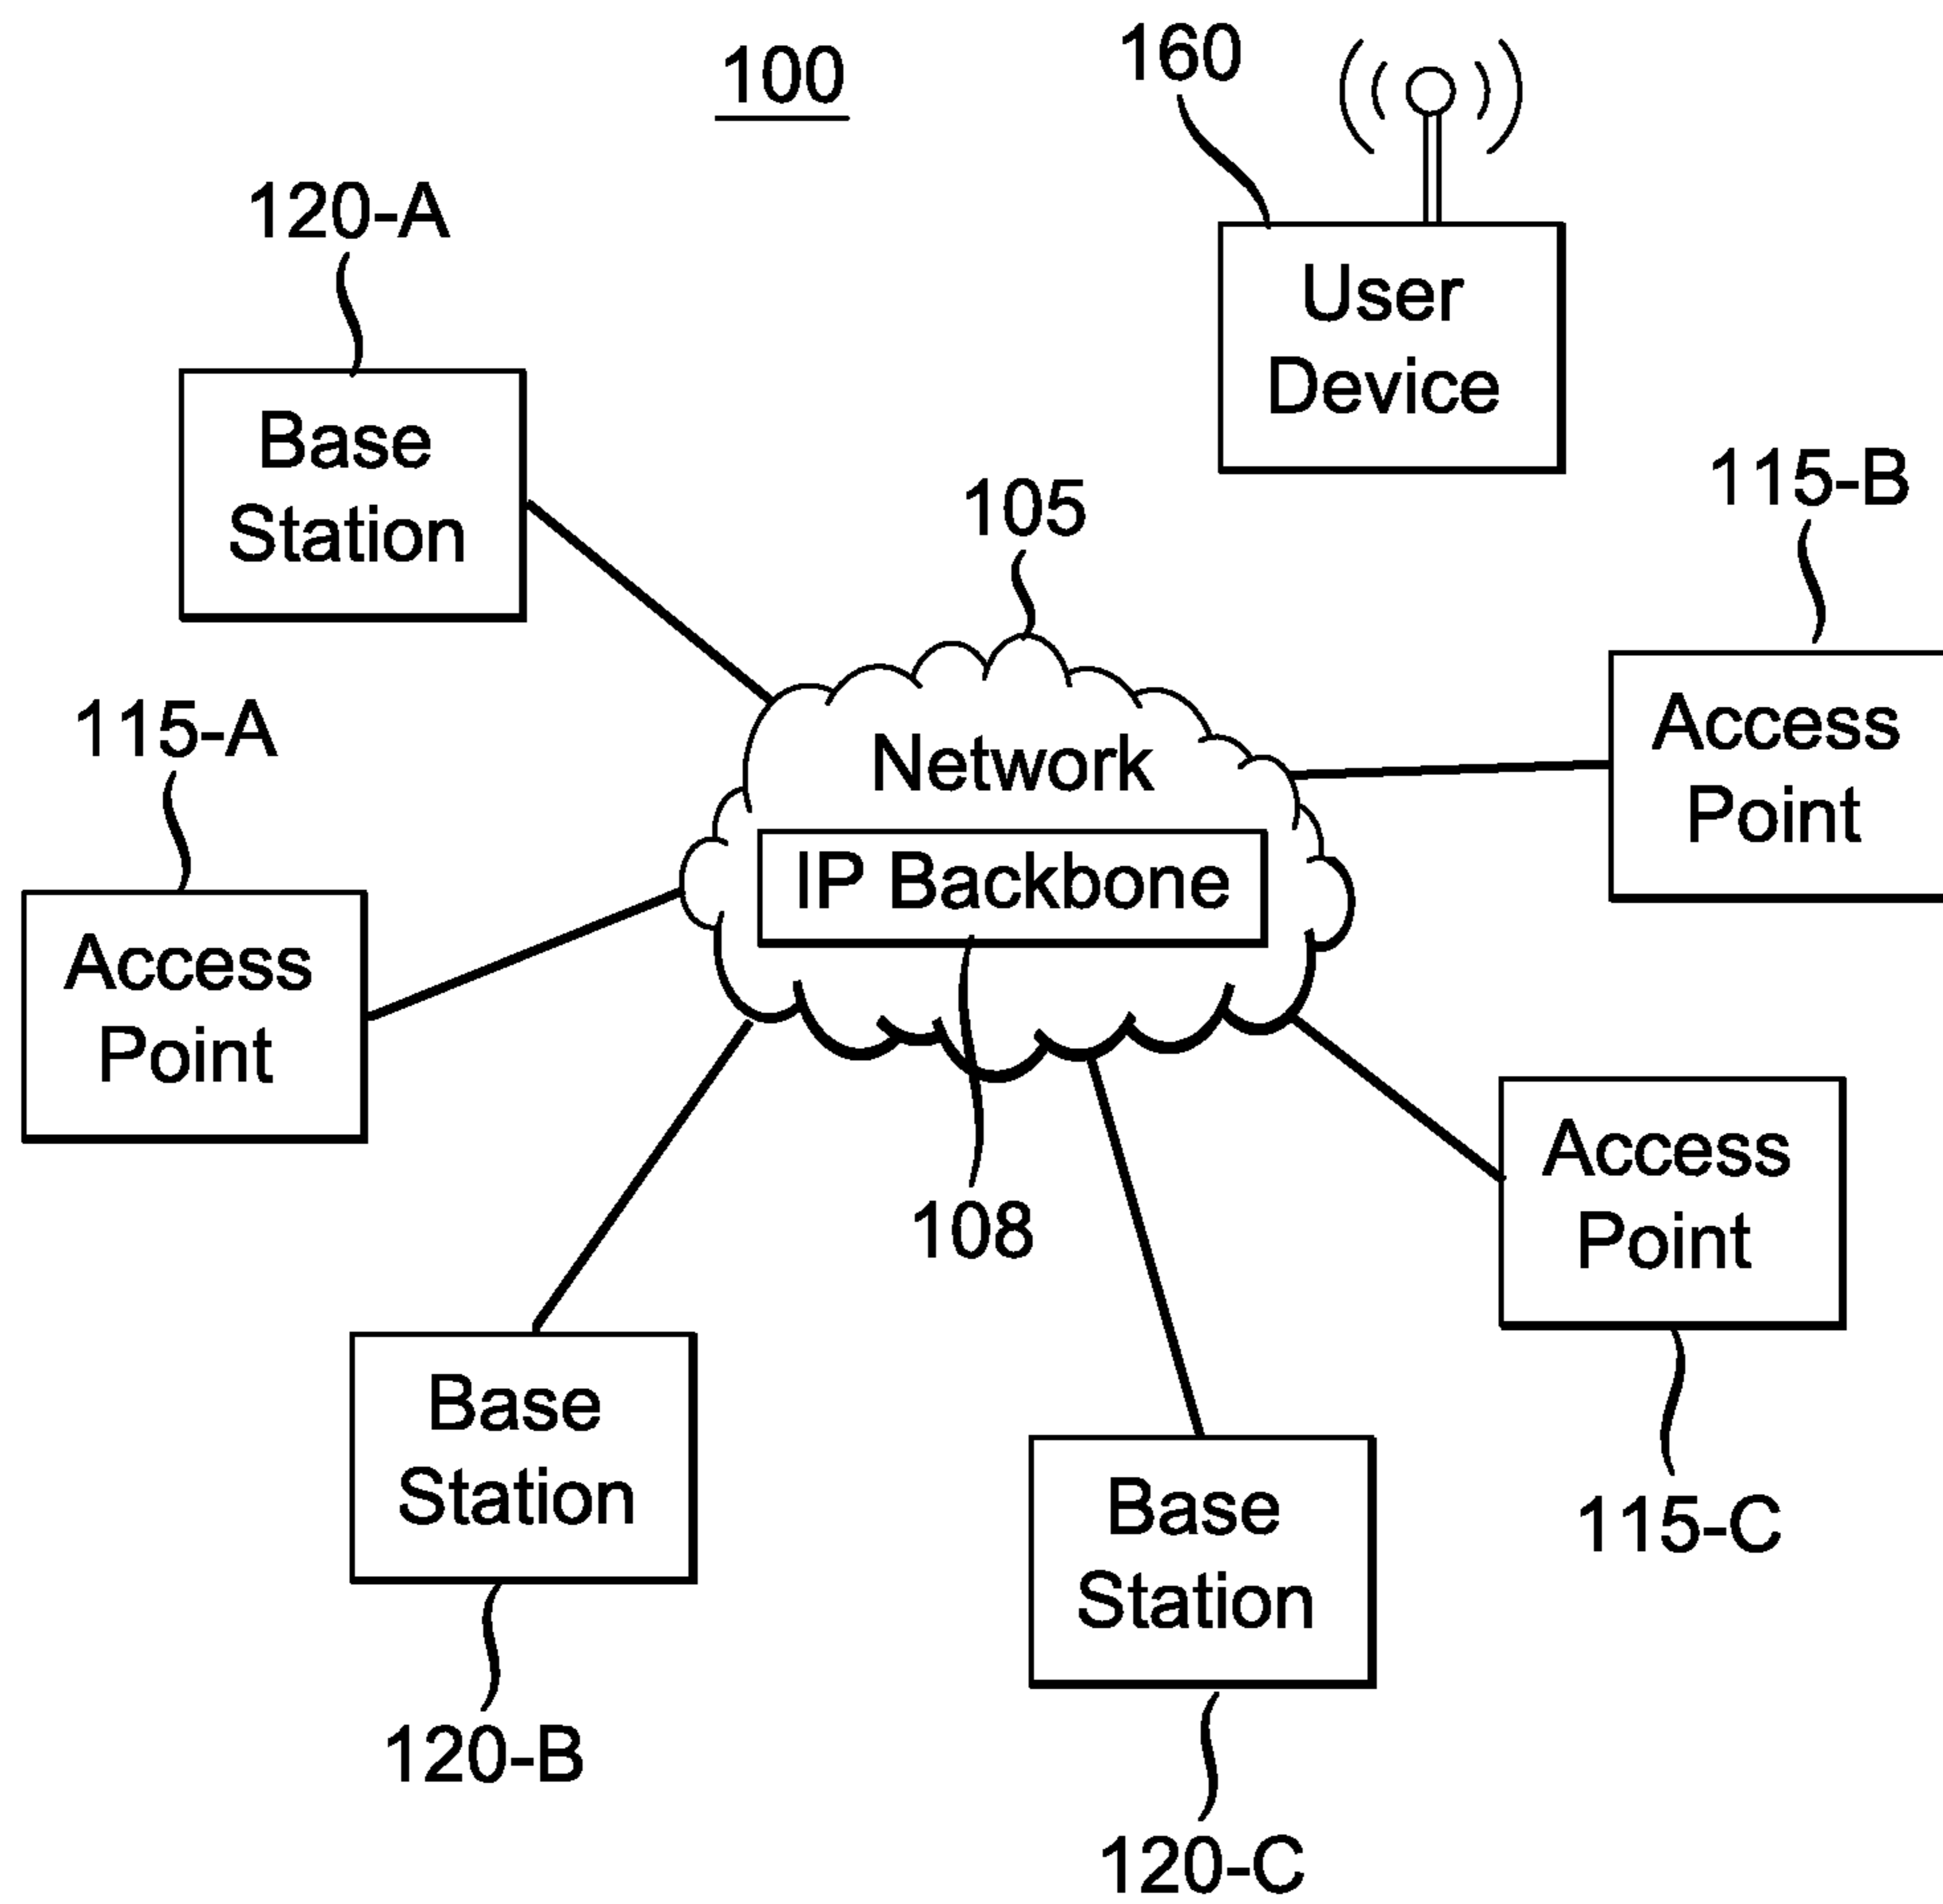 100
160
120-A
User
Device
Base
Station
105
115-B
115-A
Network
Access
Point
IP Backbone
Access
Point
108
Access
Point
Base
Station
Base
Station
115-C
120-B
120-C